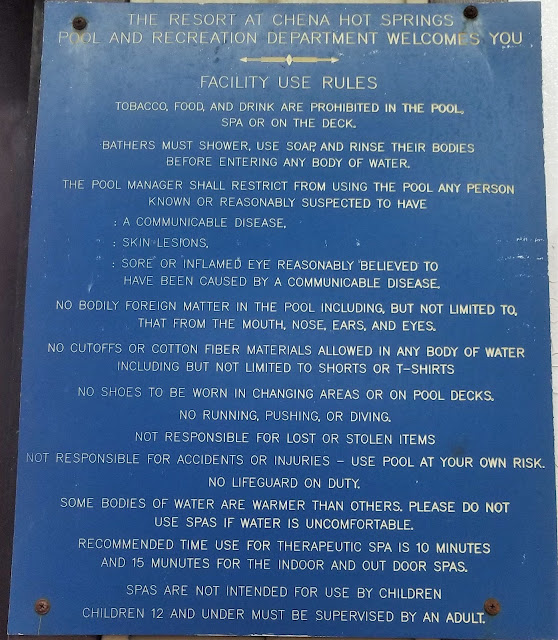 THE RESORT AT CHENA HOT SPRINGS
POOL AND RECREATION DEPARTMENT WELCOMES YOU
FACILITY USE RULES
TOBACCO, FOOD, AND DRINK ARE PROHIBITED IN THE POOL,
SPA OR ON THE DECK.
BATHERS MUST SHOWER, USE SOAP, AND RINSE THEIR BODIES
BEFORE ENTERING ANY BODY OF WATER.
THE POOL MANAGER SHALL RESTRICT FROM USING THE POOL ANY PERSON
KNOWN OR REASONABLY SUSPECTED TO HAVE
: A COMMUNICABLE DISEASE,
: SKIN LESIONS,
: SORE OR INFLAMED EYE REASONABLY BELIEVED TO
HAVE BEEN CAUSED BY A COMMUNICABLE DISEASE,
NO BODILY FOREIGN MATTER IN THE POOL INCLUDING, BUT NOT LIMITED TO,
THAT FROM THE MOUTH, NOSE, EARS, AND EYES.
NO CUTOFFS OR COTTON FIBER MATERIALS ALLOWED IN ANY BODY OF WATER
INCLUDING BUT NOT LIMITED TO SHORTS OR T-SHIRTS
NO SHOES TO BE WORN IN CHANGING AREAS OR ON POOL DECKS.
NO RUNNING, PUSHING, OR DIVING.
NOT RESPONSIBLE FOR LOST OR STOLEN ITEMS
NOT RESPONSIBLE FOR ACCIDENTS OR INJURIES - USE POOL AT YOUR OWN RISK.
NO LIFEGUARD ON DUTY.
SOME BODIES OF WATER ARE WARMER THAN OTHERS. PLEASE DO NOT
USE SPAS IF WATER IS UNCOMFORTABLE.
RECOMMENDED TIME USE FOR THERAPEUTIC SPA IS 10 MINUTES
AND 15 MUNUTES FOR THE INDOOR AND OUT DOOR SPAS.
SPAS ARE NOT INTENDED FOR USE BY CHILDREN
CHILDREN 12 AND UNDER MUST BE SUPERVISED BY AN ADULT.